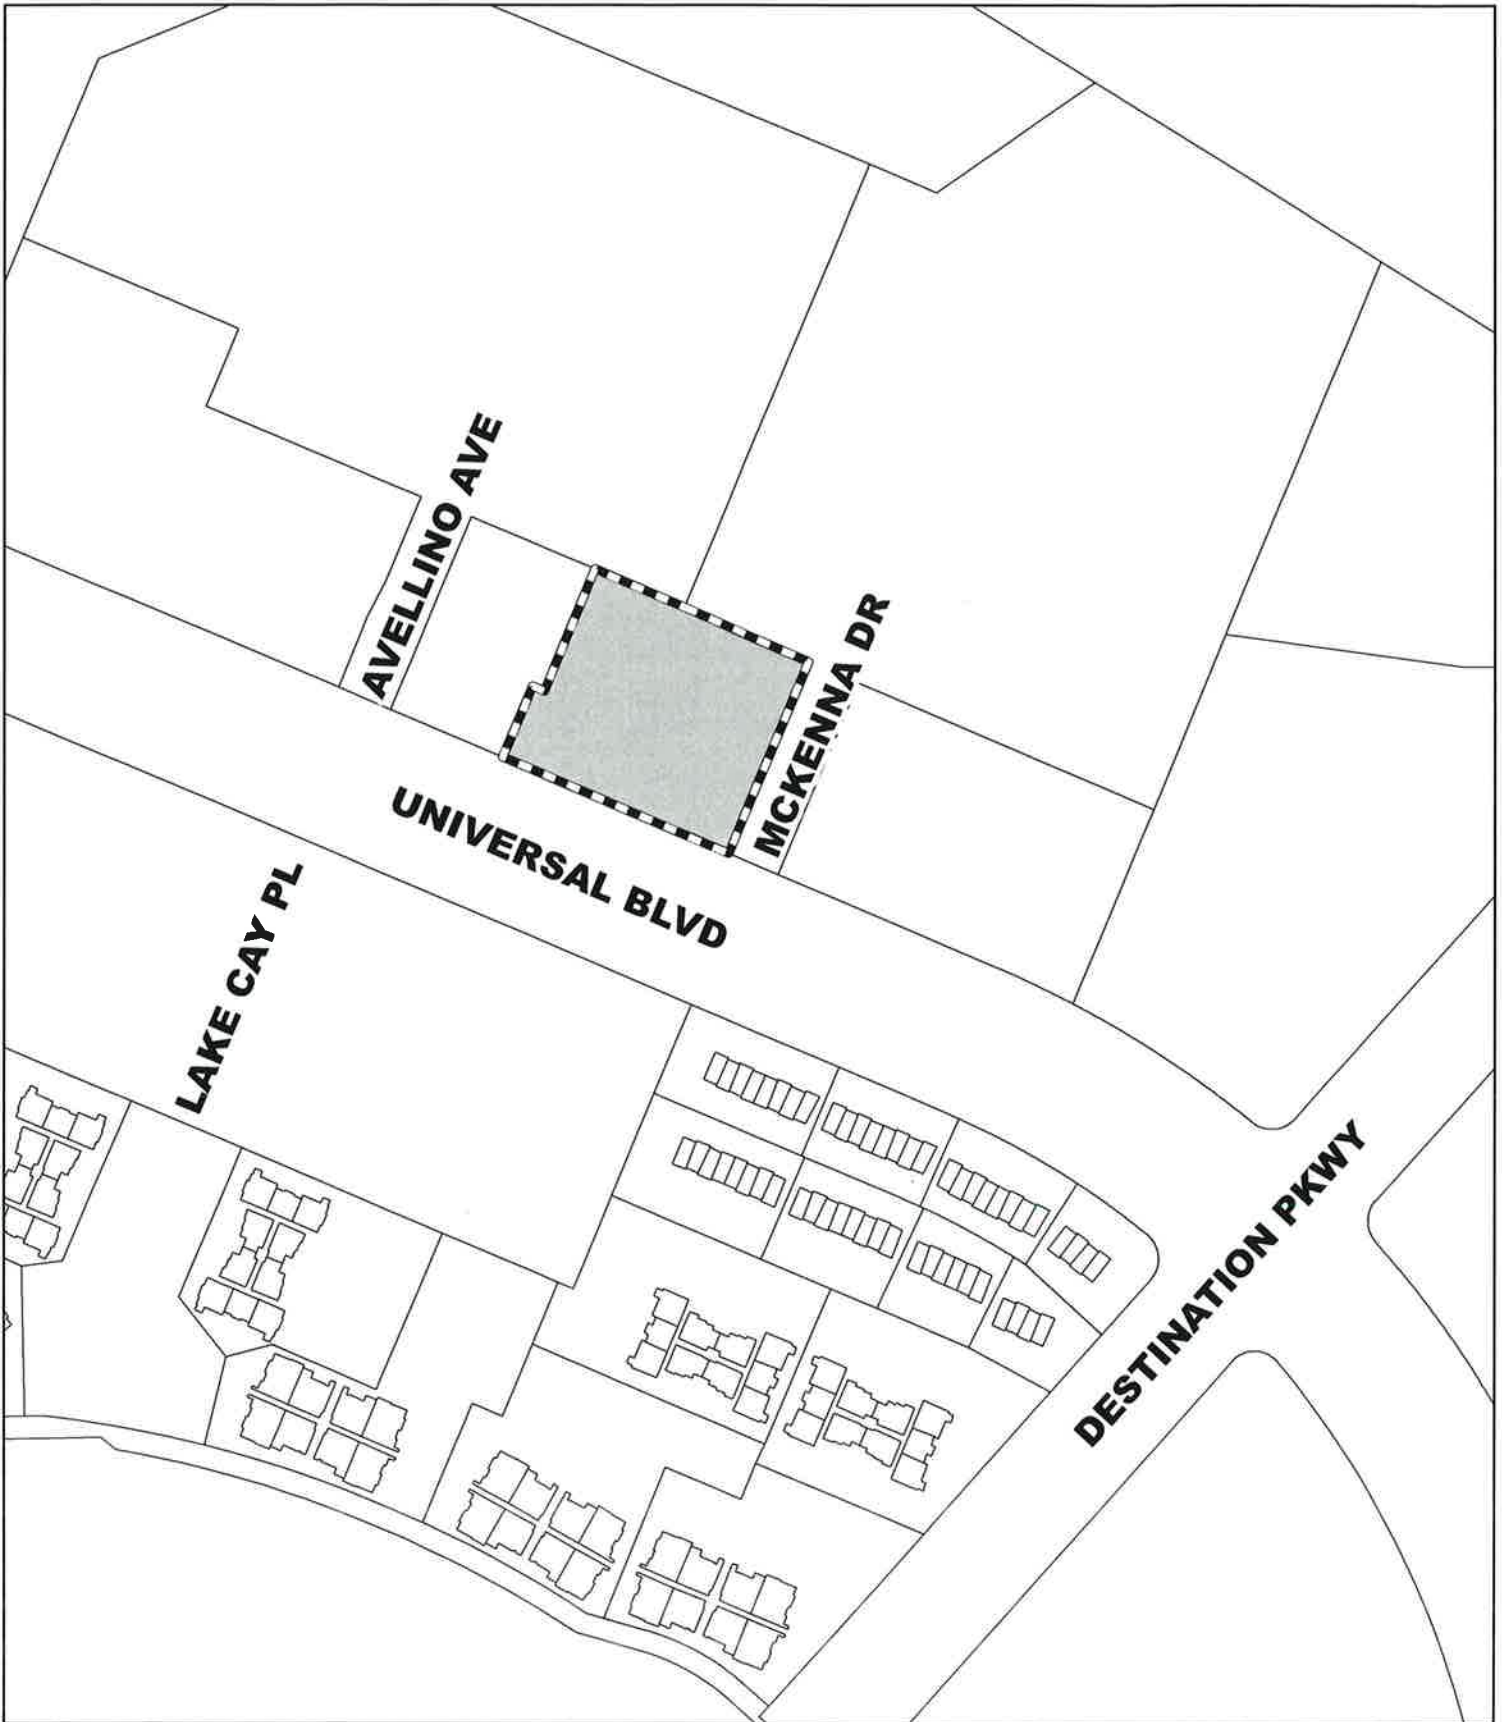 AVELLINO AVE
MCKENNA DR
UNIVERSAL BLVD
LAKE CAY PL
DESTINATION PKWY